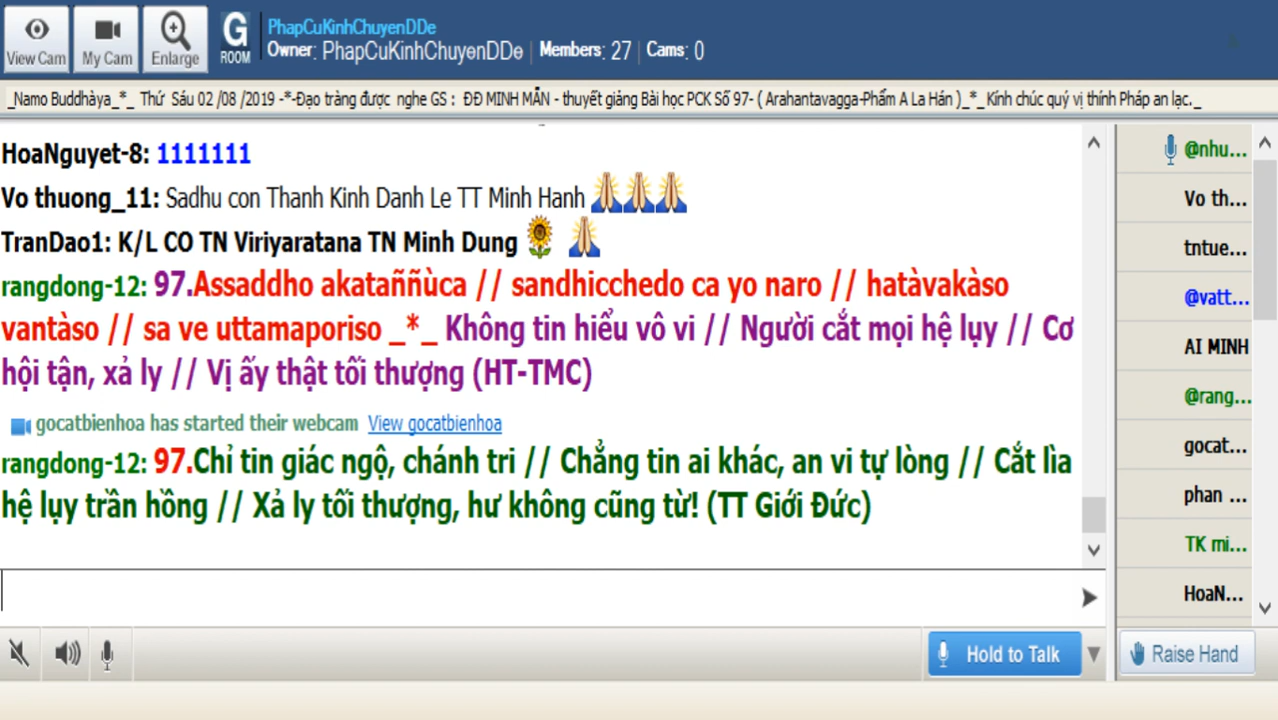 View Cam
My Cam
Enlarge
G
ROOM
PhapCuKinhChuyenDDe
Owner: PhapCuKinhChuyenDDe | Members: 27 | Cams: 0
_Namo Buddhàya_*_ Thứ Sáu 02 /08 /2019 -*-Đạo tràng được nghe GS : ĐĐ MINH MẪN - thuyết giảng Bài học PCK Số 97- ( Arahantavagga-Phẩm A La Hán )_*_Kính chúc quý vị thính Pháp an lạc._
HoaNguyet-8: 1111111
Vo thuong_11: Sadhu con Thanh Kinh Danh Le TT Minh Hanh
TranDao1: K/L CO TN Viriyaratana TN Minh Dung
rangdong-12: 97.Assaddho akataññùca // sandhicchedo ca yo naro // hatàvakàso
vantàso // sa ve uttamaporiso _*_ Không tin hiểu vô vi // Người cắt mọi hệ lụy // Cơ
hội tận, xả ly // Vị ấy thật tối thượng (HT-TMC)
gocatbienhoa has started their webcam View gocatbienhoa
rangdong-12: 97.Chỉ tin giác ngộ, chánh tri // Chẳng tin ai khác, an vi tự lòng // Cắt lìa
hệ lụy trần hồng // Xả ly tối thượng, hư không cũng từ! (TT Giới Đức)
@nhu...
Vo th...
tntue...
@vatt...
AI MINH
@rang...
gocat...
phan ...
TK mi...
HoaN...
Hold to Talk
Raise Hand